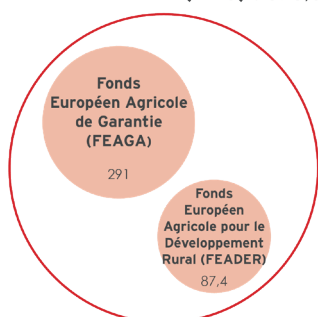 Fonds
Européen Agricole
de Garantie
(FEAGA)
291
Fonds
Européen
Agricole pour le
Développement
Rural (FEADER)
87,4